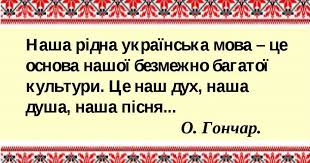 Наша рідна українська мова – це
основа нашої безмежно багатої
культури. Це наш дух, наша
душа, наша пісня...
О. Гончар.